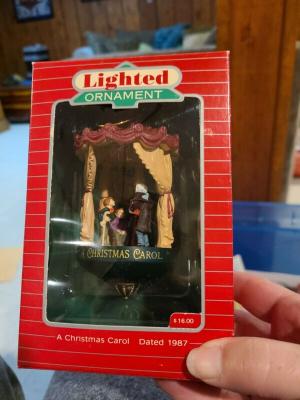 Lighted
ORNAMENT
A CHRISTMAS CAROL
$16.00
A Christmas Carol Dated 1987